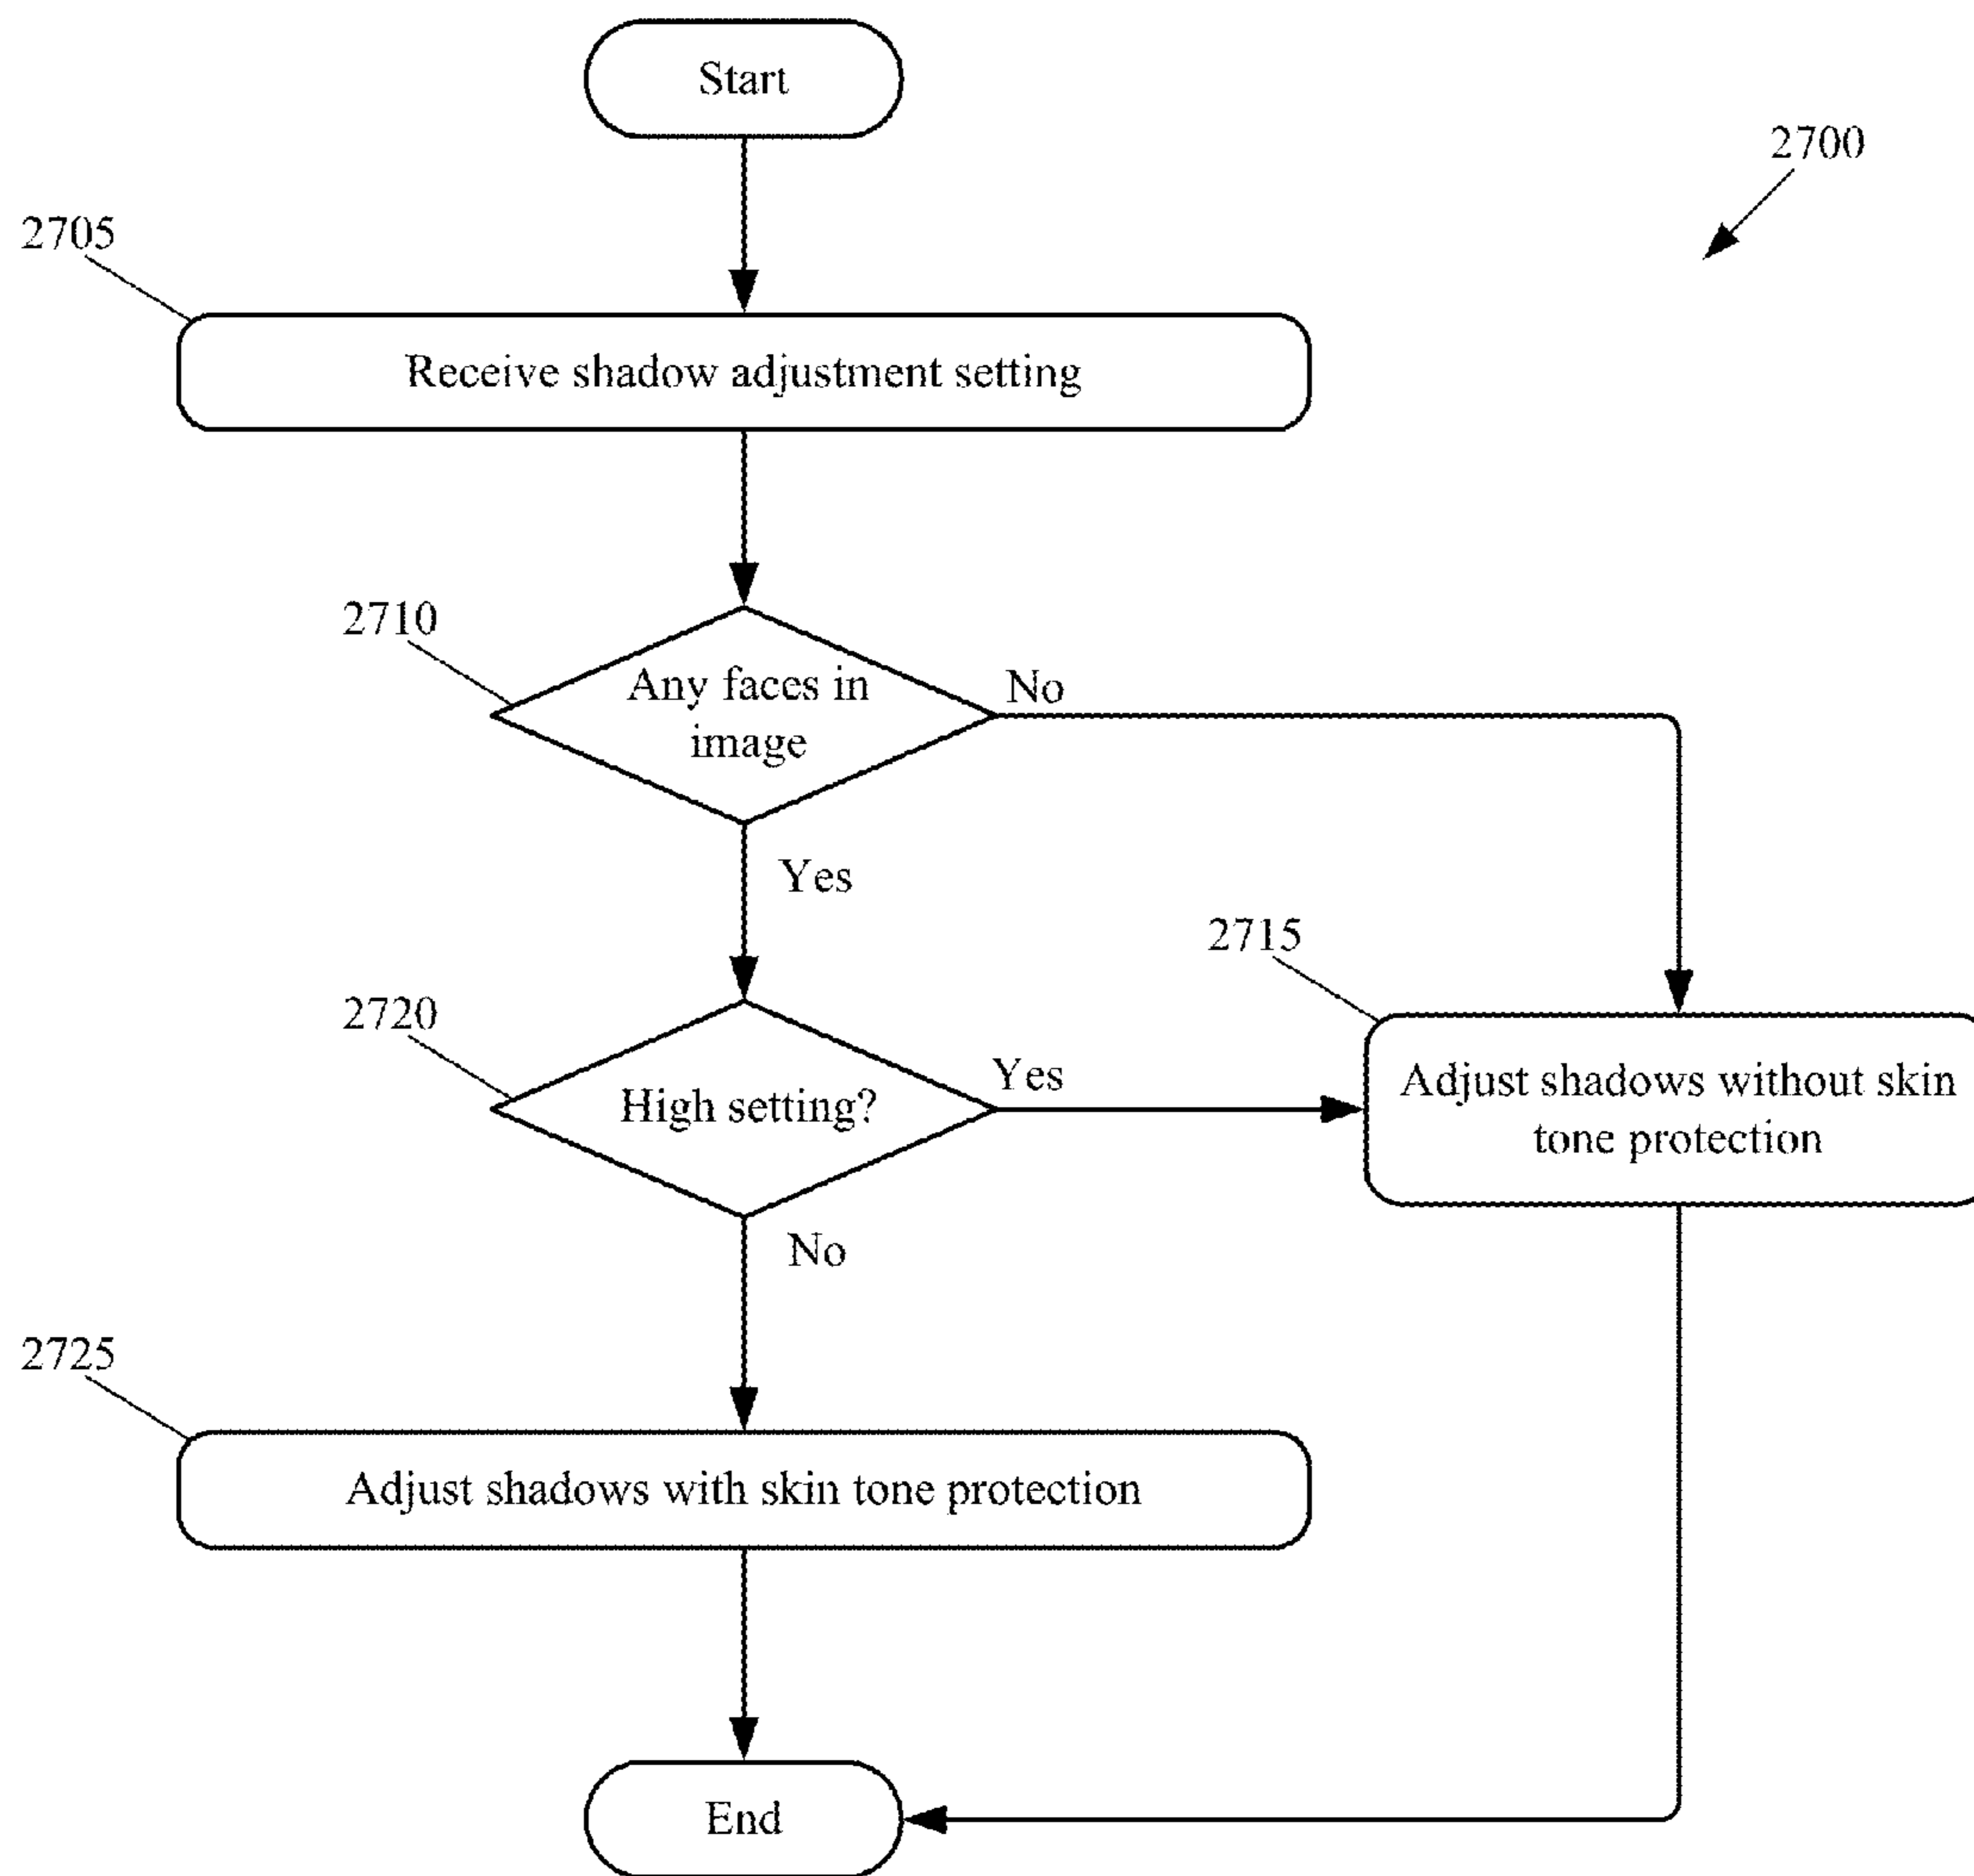 Start
2700
2705
Receive shadow adjustment setting
2710
Any faces in
image
No
Yes
2715
2720
High setting?
Yes
Adjust shadows without skin
tone protection
No
2725
Adjust shadows with skin tone protection
End